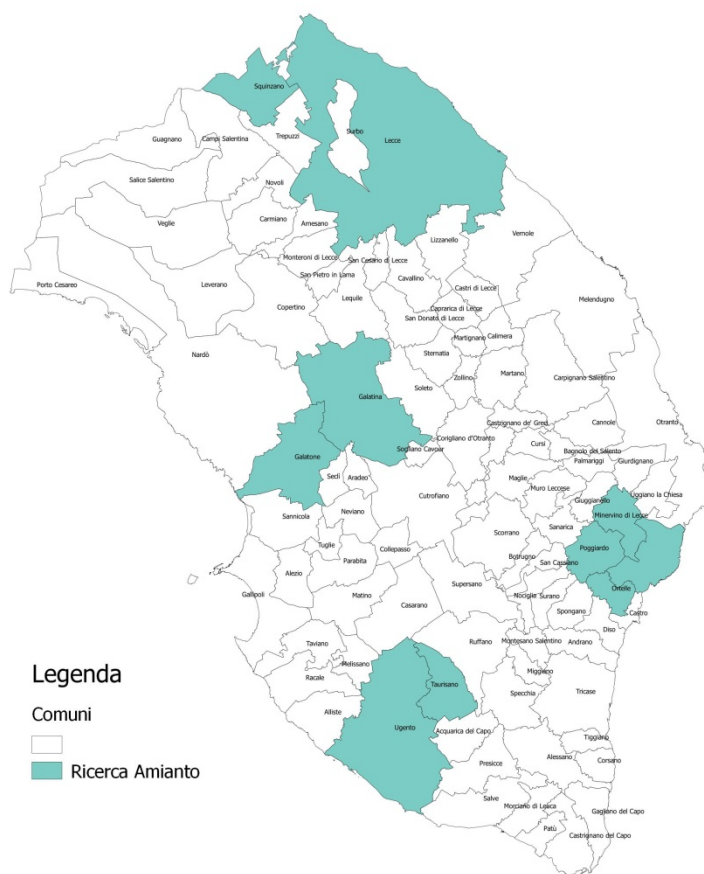 Squinzano
Trepuzzi
Surbo
Lecce
Guagnano
Campi Salentina
Salice Salentino
Novoli
Veglie
Carmiano
Arnesano
Lizzanello
Vernole
Monteroni di Lecce
San Cesario di Lecce
San Pietro in Lama
Cavallino
Porto Cesareo
Leverano
Castri di Lecce
Copertino
Lequile
Melendugno
Caprarica di Lecce
San Donato di Lecce
Martignano
Calimera
Nardò
Sternatia
Zollino
Martano
Carpignano Salentino
Soleto
Galatina
Castrignano de' Greci
Cannole
Otranto
Corigliano d'Otranto
Cursi
Sogliano Cavour
Bagnolo del Salento
Galatone
Palmariggi
Giurdignano
Seclì
Aradeo
Maglie
Muro Leccese
Uggiano la Chiesa
Cutrofiano
Giuggianello
Neviano
Sannicola
Minervino di Lecce
Sanarica
Scorrano
Tuglie
Collepasso
Poggiardo
Botrugno
Parabita
San Cassiano
Alezio
Supersano
Ortelle
Gallipoli
Matino
Nociglia
Surano
Casarano
Spongano
Castro
Diso
Taviano
Ruffano
Montesano Salentino
Andrano
Melissano
Racale
Taurisano
Miggiano
Specchia
Tricase
Alliste
Ugento
Acquarica del Capo
Tiggiano
Presicce
Alessano
Corsano
Salve
Morciano di Leuca
Gagliano del Capo
Patù
Castrignano del Capo
Legenda
Comuni
Ricerca Amianto